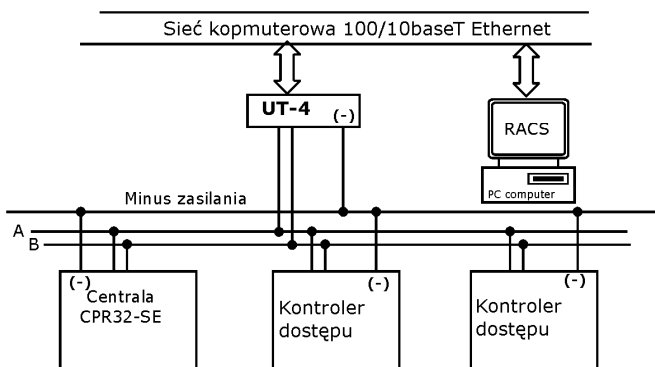 Sieć kopmuterowa 100/10baseT Ethernet
UT-4
(-)
RACS
PC computer
Minus zasilania
A
B
(-)
Centrala
CPR32-SE
(-)
Kontroler
dostępu
(-)
Kontroler
dostępu